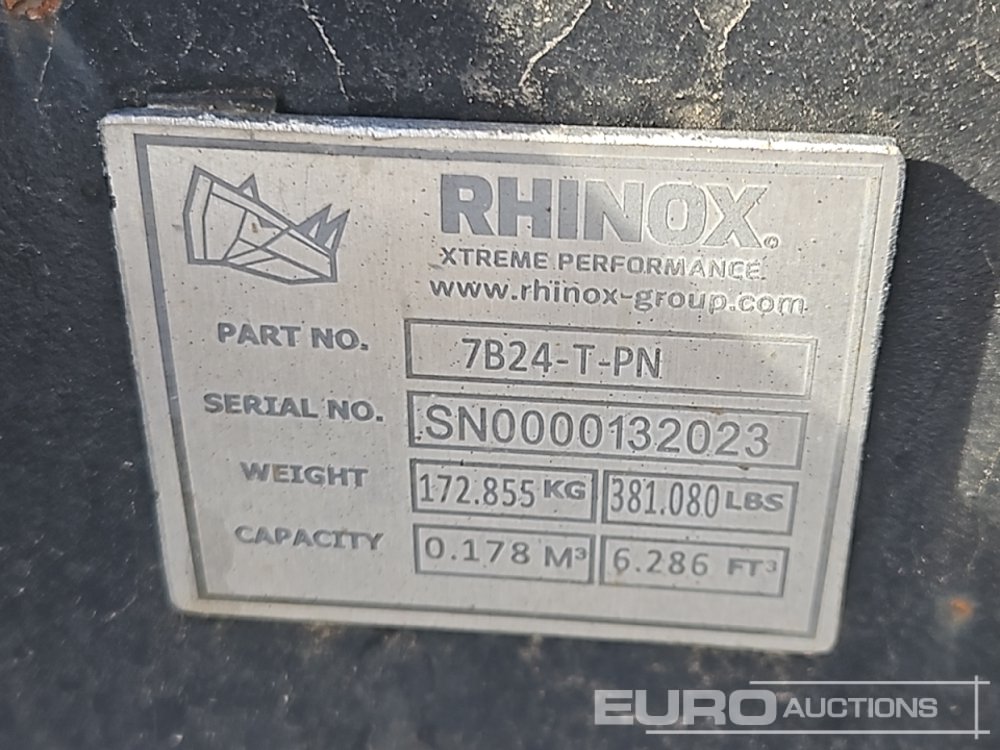 RHINOX
XTREME PERFORMANCE
www.rhinox-group.com
PART NO. 7B24-T-PN
SERIAL NO. SN0000132023
WEIGHT 172.855 KG 381.080 LBS
CAPACITY 0.178 M³ 6.286 FT³
EURO AUCTIONS